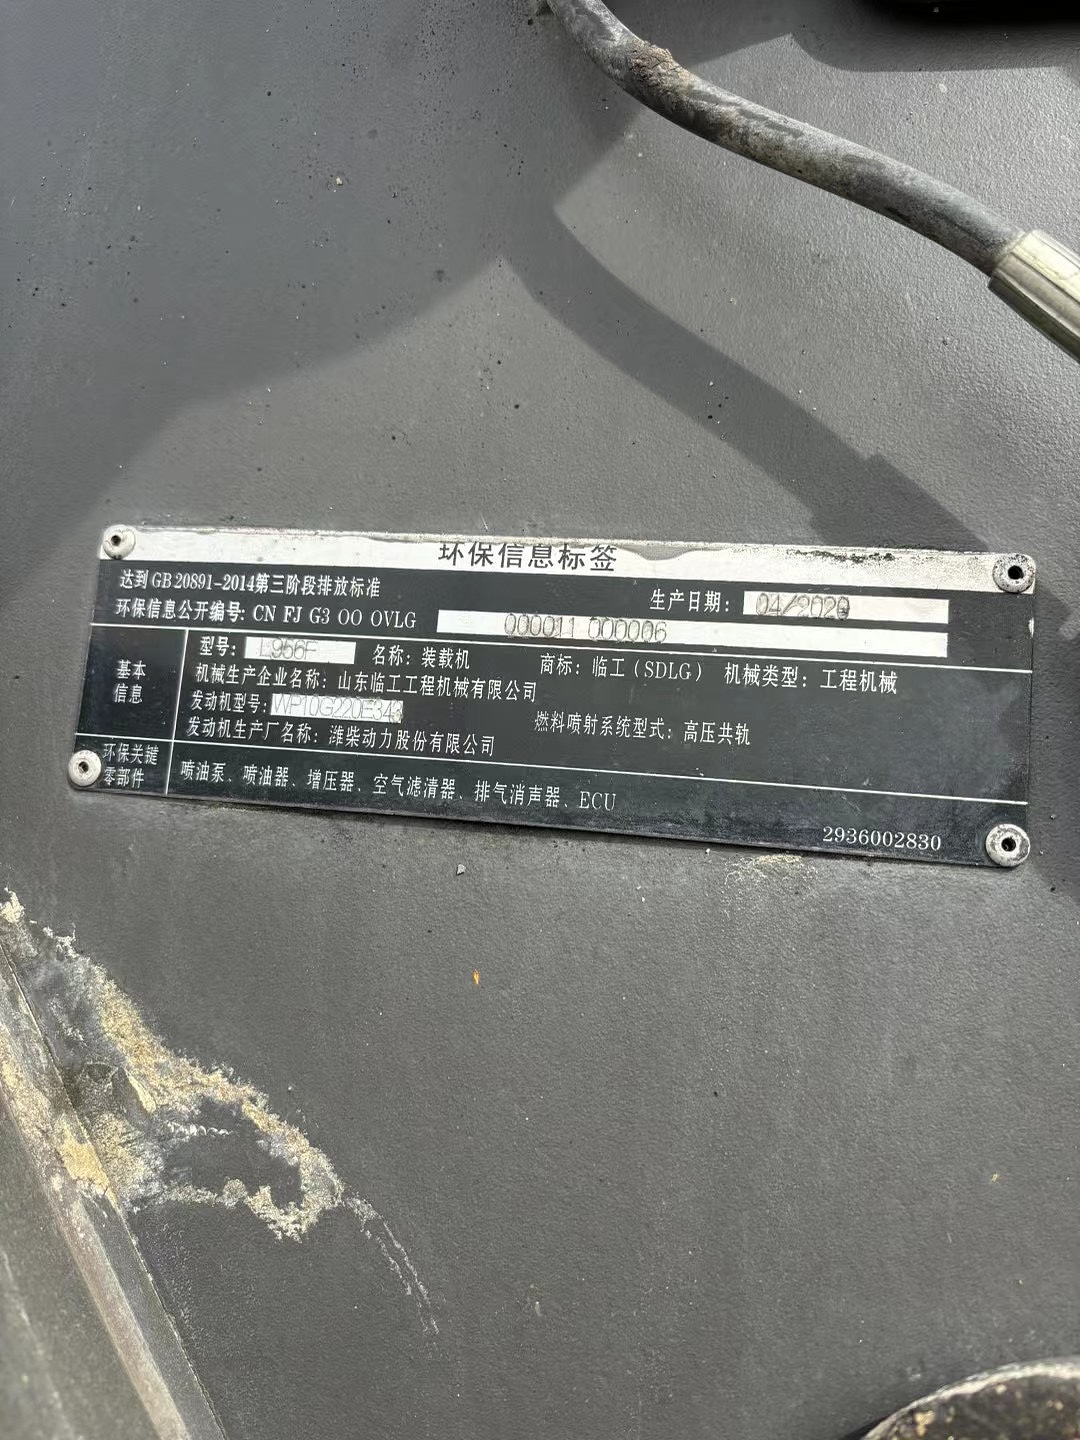 环保信息标签
达到GB 20891-2014第三阶段排放标准
生产日期: 04/2020
环保信息公开编号: CN FJ G3 OO OVLG 000011 000006
基本信息
型号: L956F 名称: 装载机 商标: 临工(SDLG) 机械类型: 工程机械
机械生产企业名称: 山东临工工程机械有限公司
发动机型号: WP10G220E343 燃料喷射系统型式: 高压共轨
发动机生产厂名称: 潍柴动力股份有限公司
环保关键零部件
喷油泵、喷油器、增压器、空气滤清器、排气消声器、ECU
2936002830